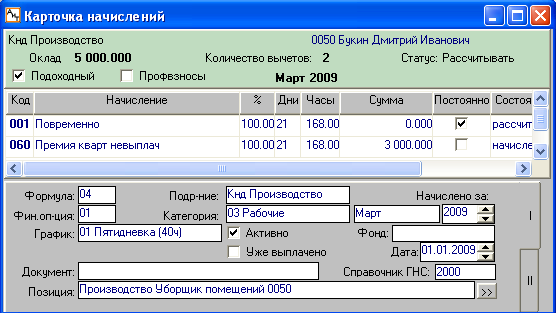 Карточка начислений
Кнд Производство 0050 Букин Дмитрий Иванович
Оклад 5 000.000 Количество вычетов: 2 Статус: Рассчитывать
Подоходный Профвзносы Март 2009
Код Начисление % Дни Часы Сумма Постоянно Состоя
001 Повременно 100.00 21 168.00 0.000 рассчит
060 Премия кварт невыплач 100.00 21 168.00 3 000.000 начисле
Формула: 04 Подр-ние: Кнд Производство Начислено за:
Фин.оп-ция: 01 Категория: 03 Рабочие Март 2009
График: 01 Пятидневка (40ч) Активно Фонд:
Уже выплачено Дата: 01.01.2009
Документ: Справочник ГНС: 2000
Позиция: Производство Уборщик помещений 0050 >>
I
II